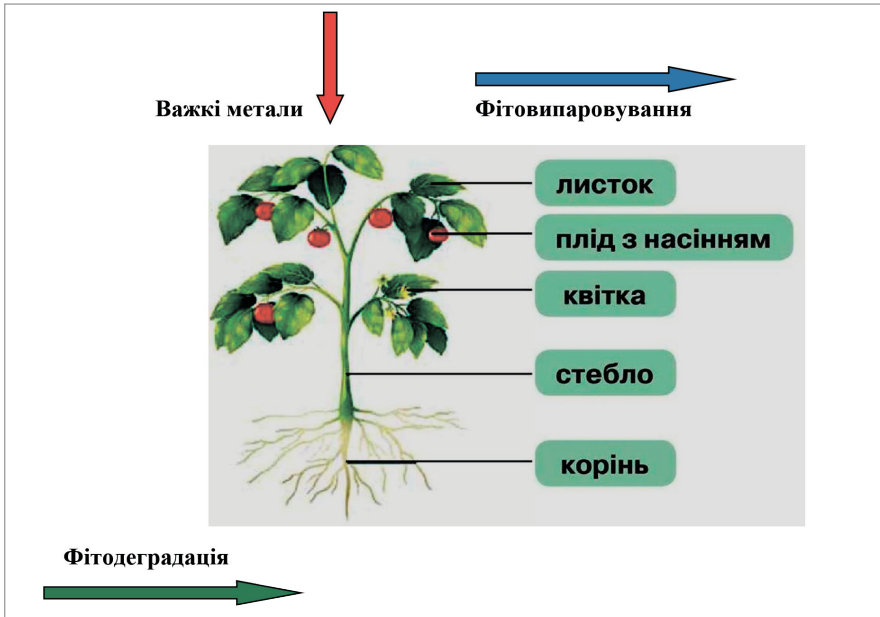 Важкі метали
Фітовипаровування
листок
плід з насінням
квітка
стебло
корінь
Фітодеградація